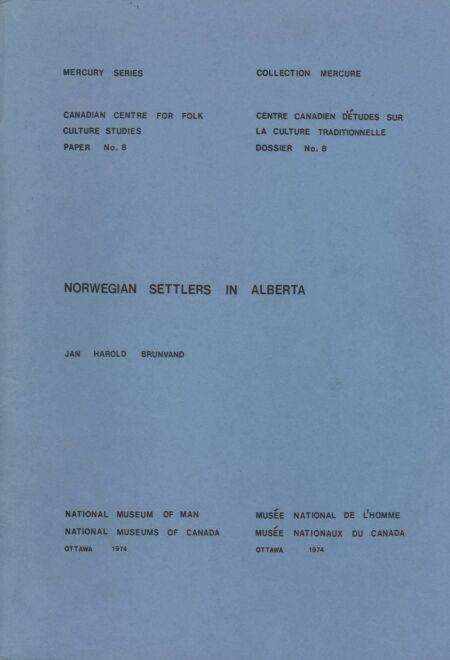 MERCURY SERIES
COLLECTION MERCURE
CANADIAN CENTRE FOR FOLK
CULTURE STUDIES
PAPER No. 8
CENTRE CANADIEN D'ÉTUDES SUR
LA CULTURE TRADITIONNELLE
DOSSIER No. 8
NORWEGIAN SETTLERS IN ALBERTA
JAN HAROLD BRUNVAND
NATIONAL MUSEUM OF MAN
NATIONAL MUSEUMS OF CANADA
OTTAWA 1974
MUSÉE NATIONAL DE L'HOMME
MUSÉE NATIONAUX DU CANADA
OTTAWA 1974